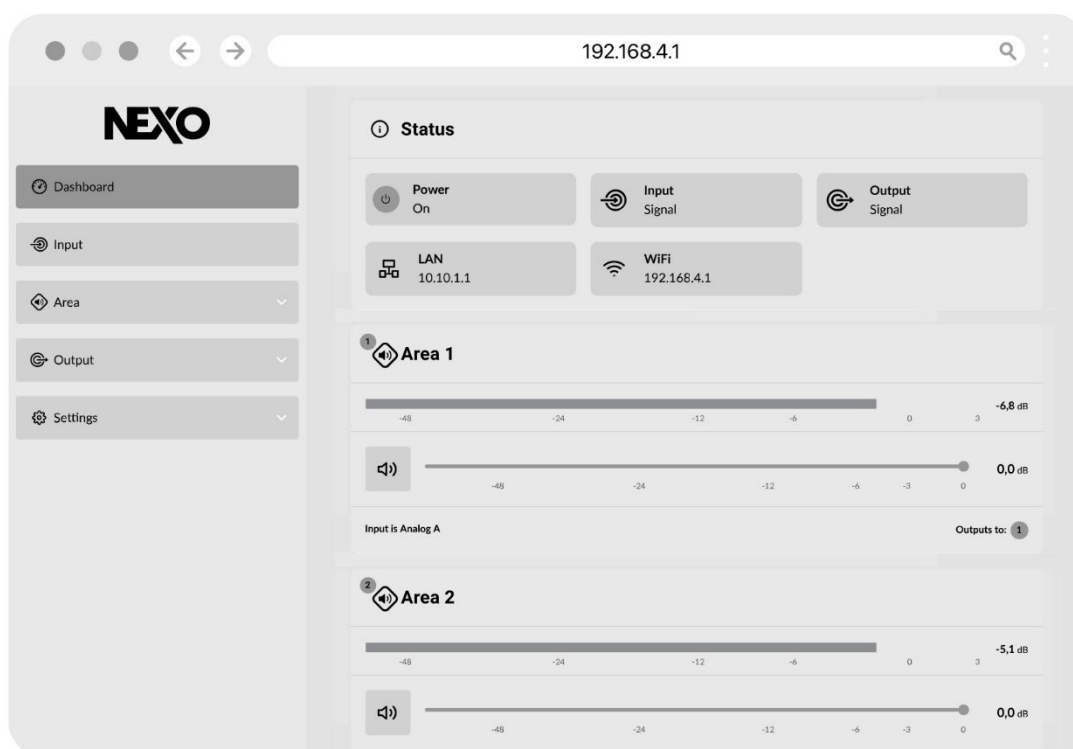 192.168.4.1
NEXO
Dashboard
Input
Area
Output
Settings
Status
Power
On
Input
Signal
Output
Signal
LAN
10.10.1.1
WiFi
192.168.4.1
1
Area 1
-6,8 dB
-48 -24 -12 -6 0 3
0,0 dB
-48 -24 -12 -6 -3 0
Input is Analog A Outputs to: 1
2
Area 2
-5,1 dB
-48 -24 -12 -6 0 3
0,0 dB
-48 -24 -12 -6 -3 0